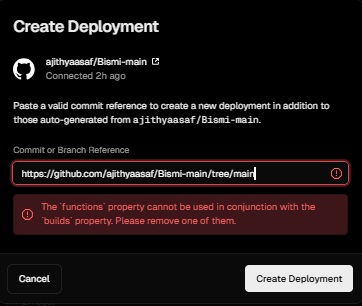 Create Deployment
ajithyaasaf/Bismi-main
Connected 2h ago
Paste a valid commit reference to create a new deployment in addition to
those auto-generated from ajithyaasaf/Bismi-main.
Commit or Branch Reference
https://github.com/ajithyaasaf/Bismi-main/tree/main
The `functions` property cannot be used in conjunction with the
`builds` property. Please remove one of them.
Cancel
Create Deployment